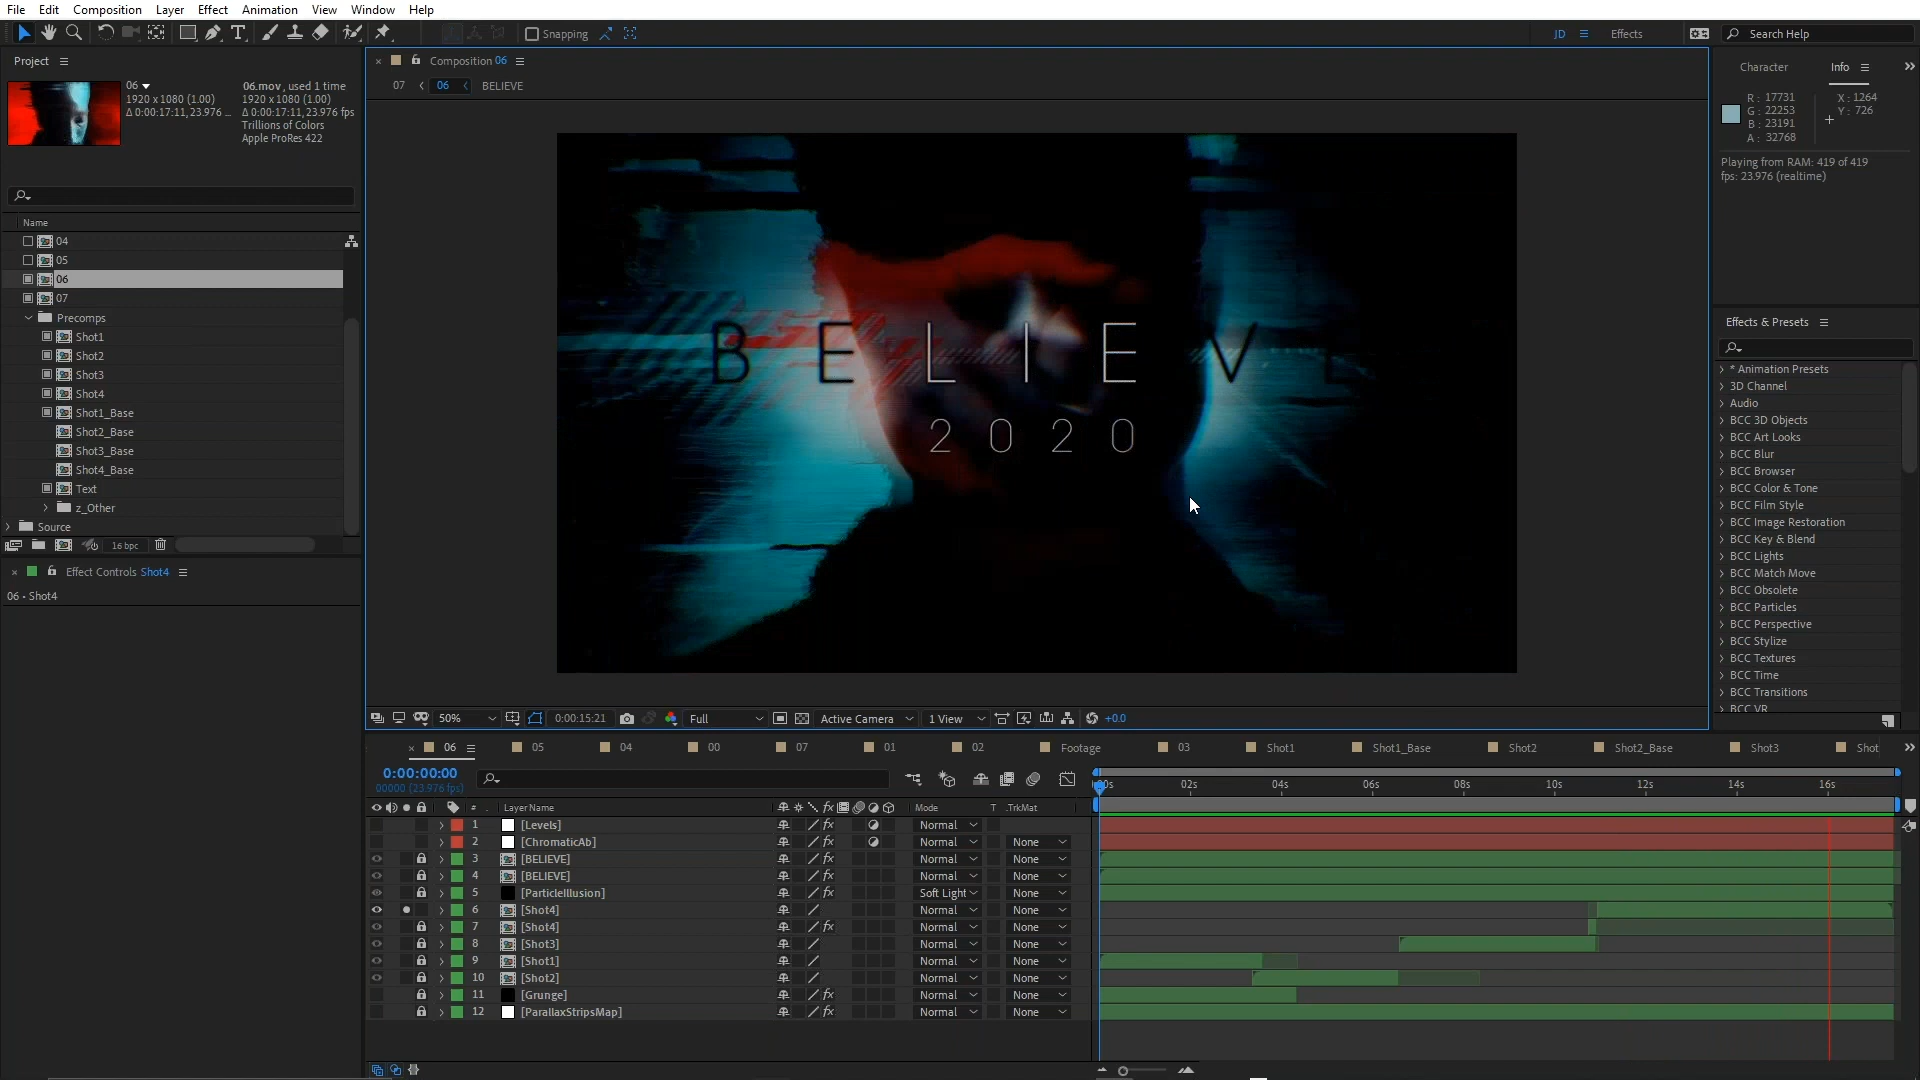 File Edit Composition Layer Effect Animation View Window Help
Snapping
JD
Effects
Search Help
Project
06
1920 x 1080 (1.00)
Δ 0:00:17:11, 23.976 ...
06.mov, used 1 time
1920 x 1080 (1.00)
Δ 0:00:17:11, 23.976 fps
Trillions of Colors
Apple ProRes 422
Name
04
05
06
07
Precomps
Shot1
Shot2
Shot3
Shot4
Shot1_Base
Shot2_Base
Shot3_Base
Shot4_Base
Text
z_Other
Source
16 bpc
Effect Controls Shot4
06 • Shot4
Composition 06
07 06 BELIEVE
BELIEVE
2020
50%
0:00:15:21
Full
Active Camera
1 View
+0.0
Character
Info
R: 17731
G: 22253
B: 23191
A: 32768
X: 1264
Y: 726
Playing from RAM: 419 of 419
fps: 23.976 (realtime)
Effects & Presets
* Animation Presets
3D Channel
Audio
BCC 3D Objects
BCC Art Looks
BCC Blur
BCC Browser
BCC Color & Tone
BCC Film Style
BCC Image Restoration
BCC Key & Blend
BCC Lights
BCC Match Move
BCC Obsolete
BCC Particles
BCC Perspective
BCC Stylize
BCC Textures
BCC Time
BCC Transitions
BCC VR
06 05 04 00 07 01 02 Footage 03 Shot1 Shot1_Base Shot2 Shot2_Base Shot3 Shot
0:00:00:00
00000 (23.976 fps)
00s 02s 04s 06s 08s 10s 12s 14s 16s
# Layer Name Mode T .TrkMat
1 [Levels] Normal
2 [ChromaticAb] Normal None
3 [BELIEVE] Normal None
4 [BELIEVE] Normal None
5 [ParticleIllusion] Soft Light None
6 [Shot4] Normal None
7 [Shot4] Normal None
8 [Shot3] Normal None
9 [Shot1] Normal None
10 [Shot2] Normal None
11 [Grunge] Normal None
12 [ParallaxStripsMap] Normal None